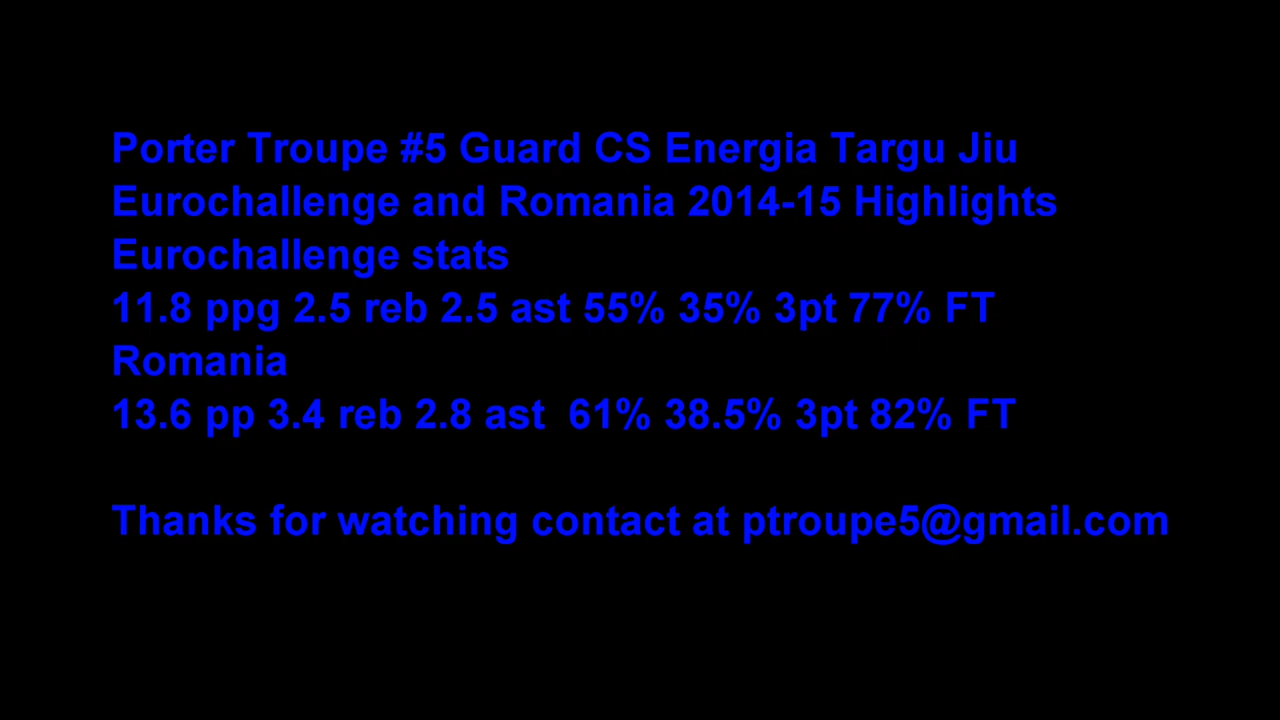 Porter Troupe #5 Guard CS Energia Targu Jiu
Eurochallenge and Romania 2014-15 Highlights
Eurochallenge stats
11.8 ppg 2.5 reb 2.5 ast 55% 35% 3pt 77% FT
Romania
13.6 pp 3.4 reb 2.8 ast  61% 38.5% 3pt 82% FT
Thanks for watching contact at ptroupe5@gmail.com